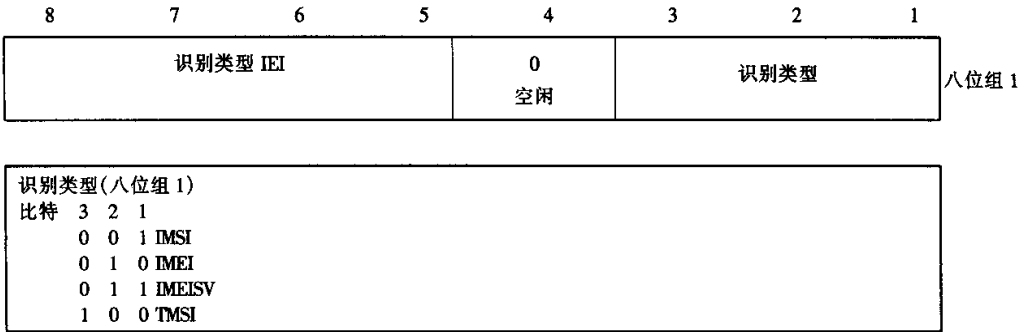 8 7 6 5 4 3 2 1
识别类型 IEI 0 识别类型 八位组 1
空闲
识别类型(八位组 1)
比特 3 2 1
0 0 1 IMSI
0 1 0 IMEI
0 1 1 IMEISV
1 0 0 TMSI